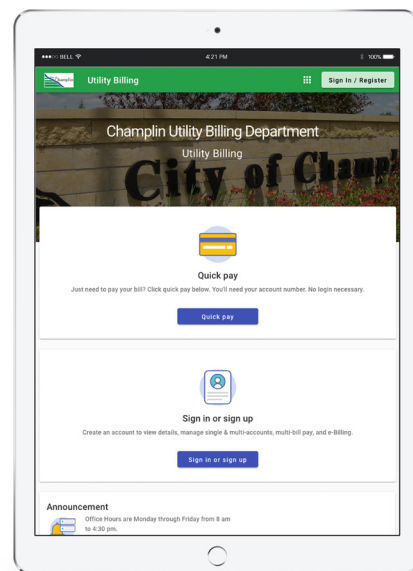 ●●●○○ BELL 4:21 PM 100%
Champlin Utility Billing Sign In / Register
Champlin Utility Billing Department
Utility Billing
City of Champl
Quick pay
Just need to pay your bill? Click quick pay below. You'll need your account number. No login necessary.
Quick pay
Sign in or sign up
Create an account to view details, manage single & multi-accounts, multi-bill pay, and e-Billing.
Sign in or sign up
Announcement
Office Hours are Monday through Friday from 8 am
to 4:30 pm.